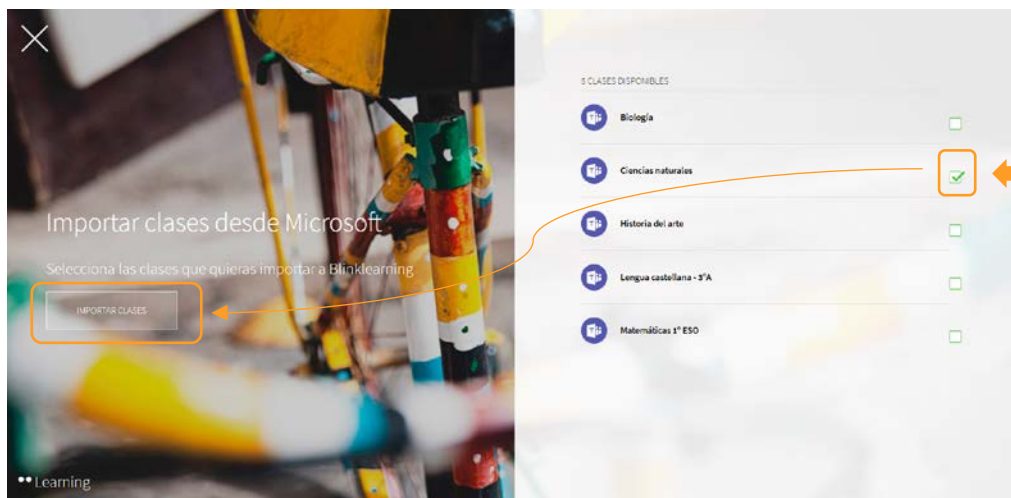 Importar clases desde Microsoft
Selecciona las clases que quieras importar a Blinklearning
IMPORTAR CLASES
Learning
5 CLASES DISPONIBLES
Biología
Ciencias naturales
Historia del arte
Lengua castellana - 3ºA
Matemáticas 1º ESO